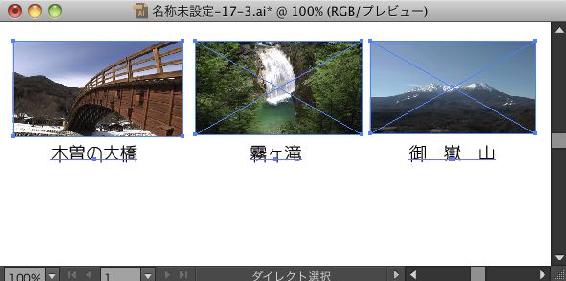 名称未設定-17-3.ai* @ 100% (RGB/プレビュー)
木曽の大橋
霧ヶ滝
御 嶽 山
100%
1
ダイレクト選択